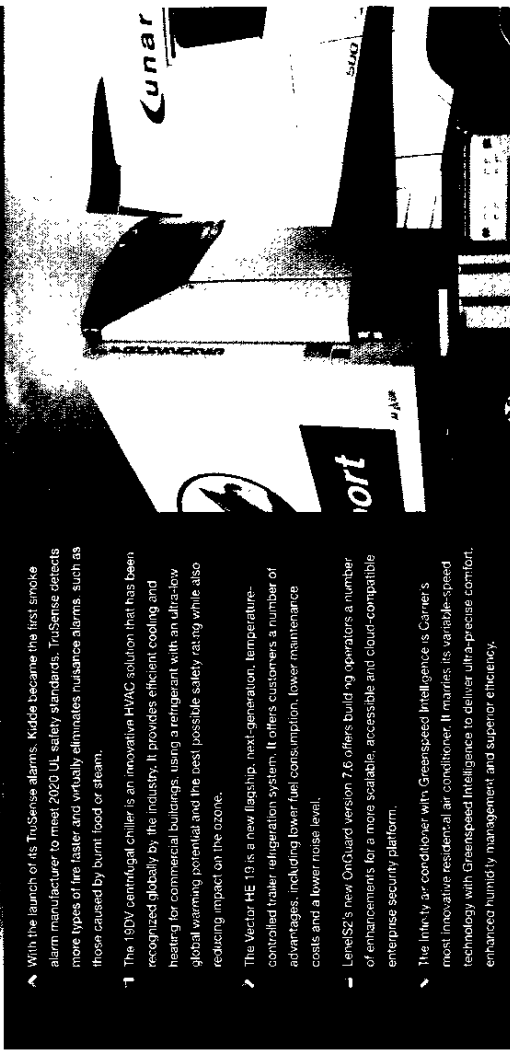 With the launch of its TruSense alarms, Kidde became the first smoke
alarm manufacturer to meet 2020 UL safety standards. TruSense detects
more types of fire faster and virtually eliminates nuisance alarms, such as
those caused by burnt food or steam.
The 19DV centrifugal chiller is an innovative HVAC solution that has been
recognized globally by the industry. It provides efficient cooling and
heating for commercial buildings, using a refrigerant with an ultra-low
global warming potential and the best possible safety rating while also
reducing impact on the ozone.
The Vector HE 19 is a new flagship, next-generation, temperature-
controlled trailer refrigeration system. It offers customers a number of
advantages, including lower fuel consumption, lower maintenance
costs and a lower noise level.
LenelS2's new OnGuard version 7.6 offers building operators a number
of enhancements for a more scalable, accessible and cloud-compatible
enterprise security platform.
The Infinity air conditioner with Greenspeed Intelligence is Carrier's
most innovative residential air conditioner. It marries its variable-speed
technology with Greenspeed Intelligence to deliver ultra-precise comfort,
enhanced humidity management and superior efficiency.
unar
500
ort